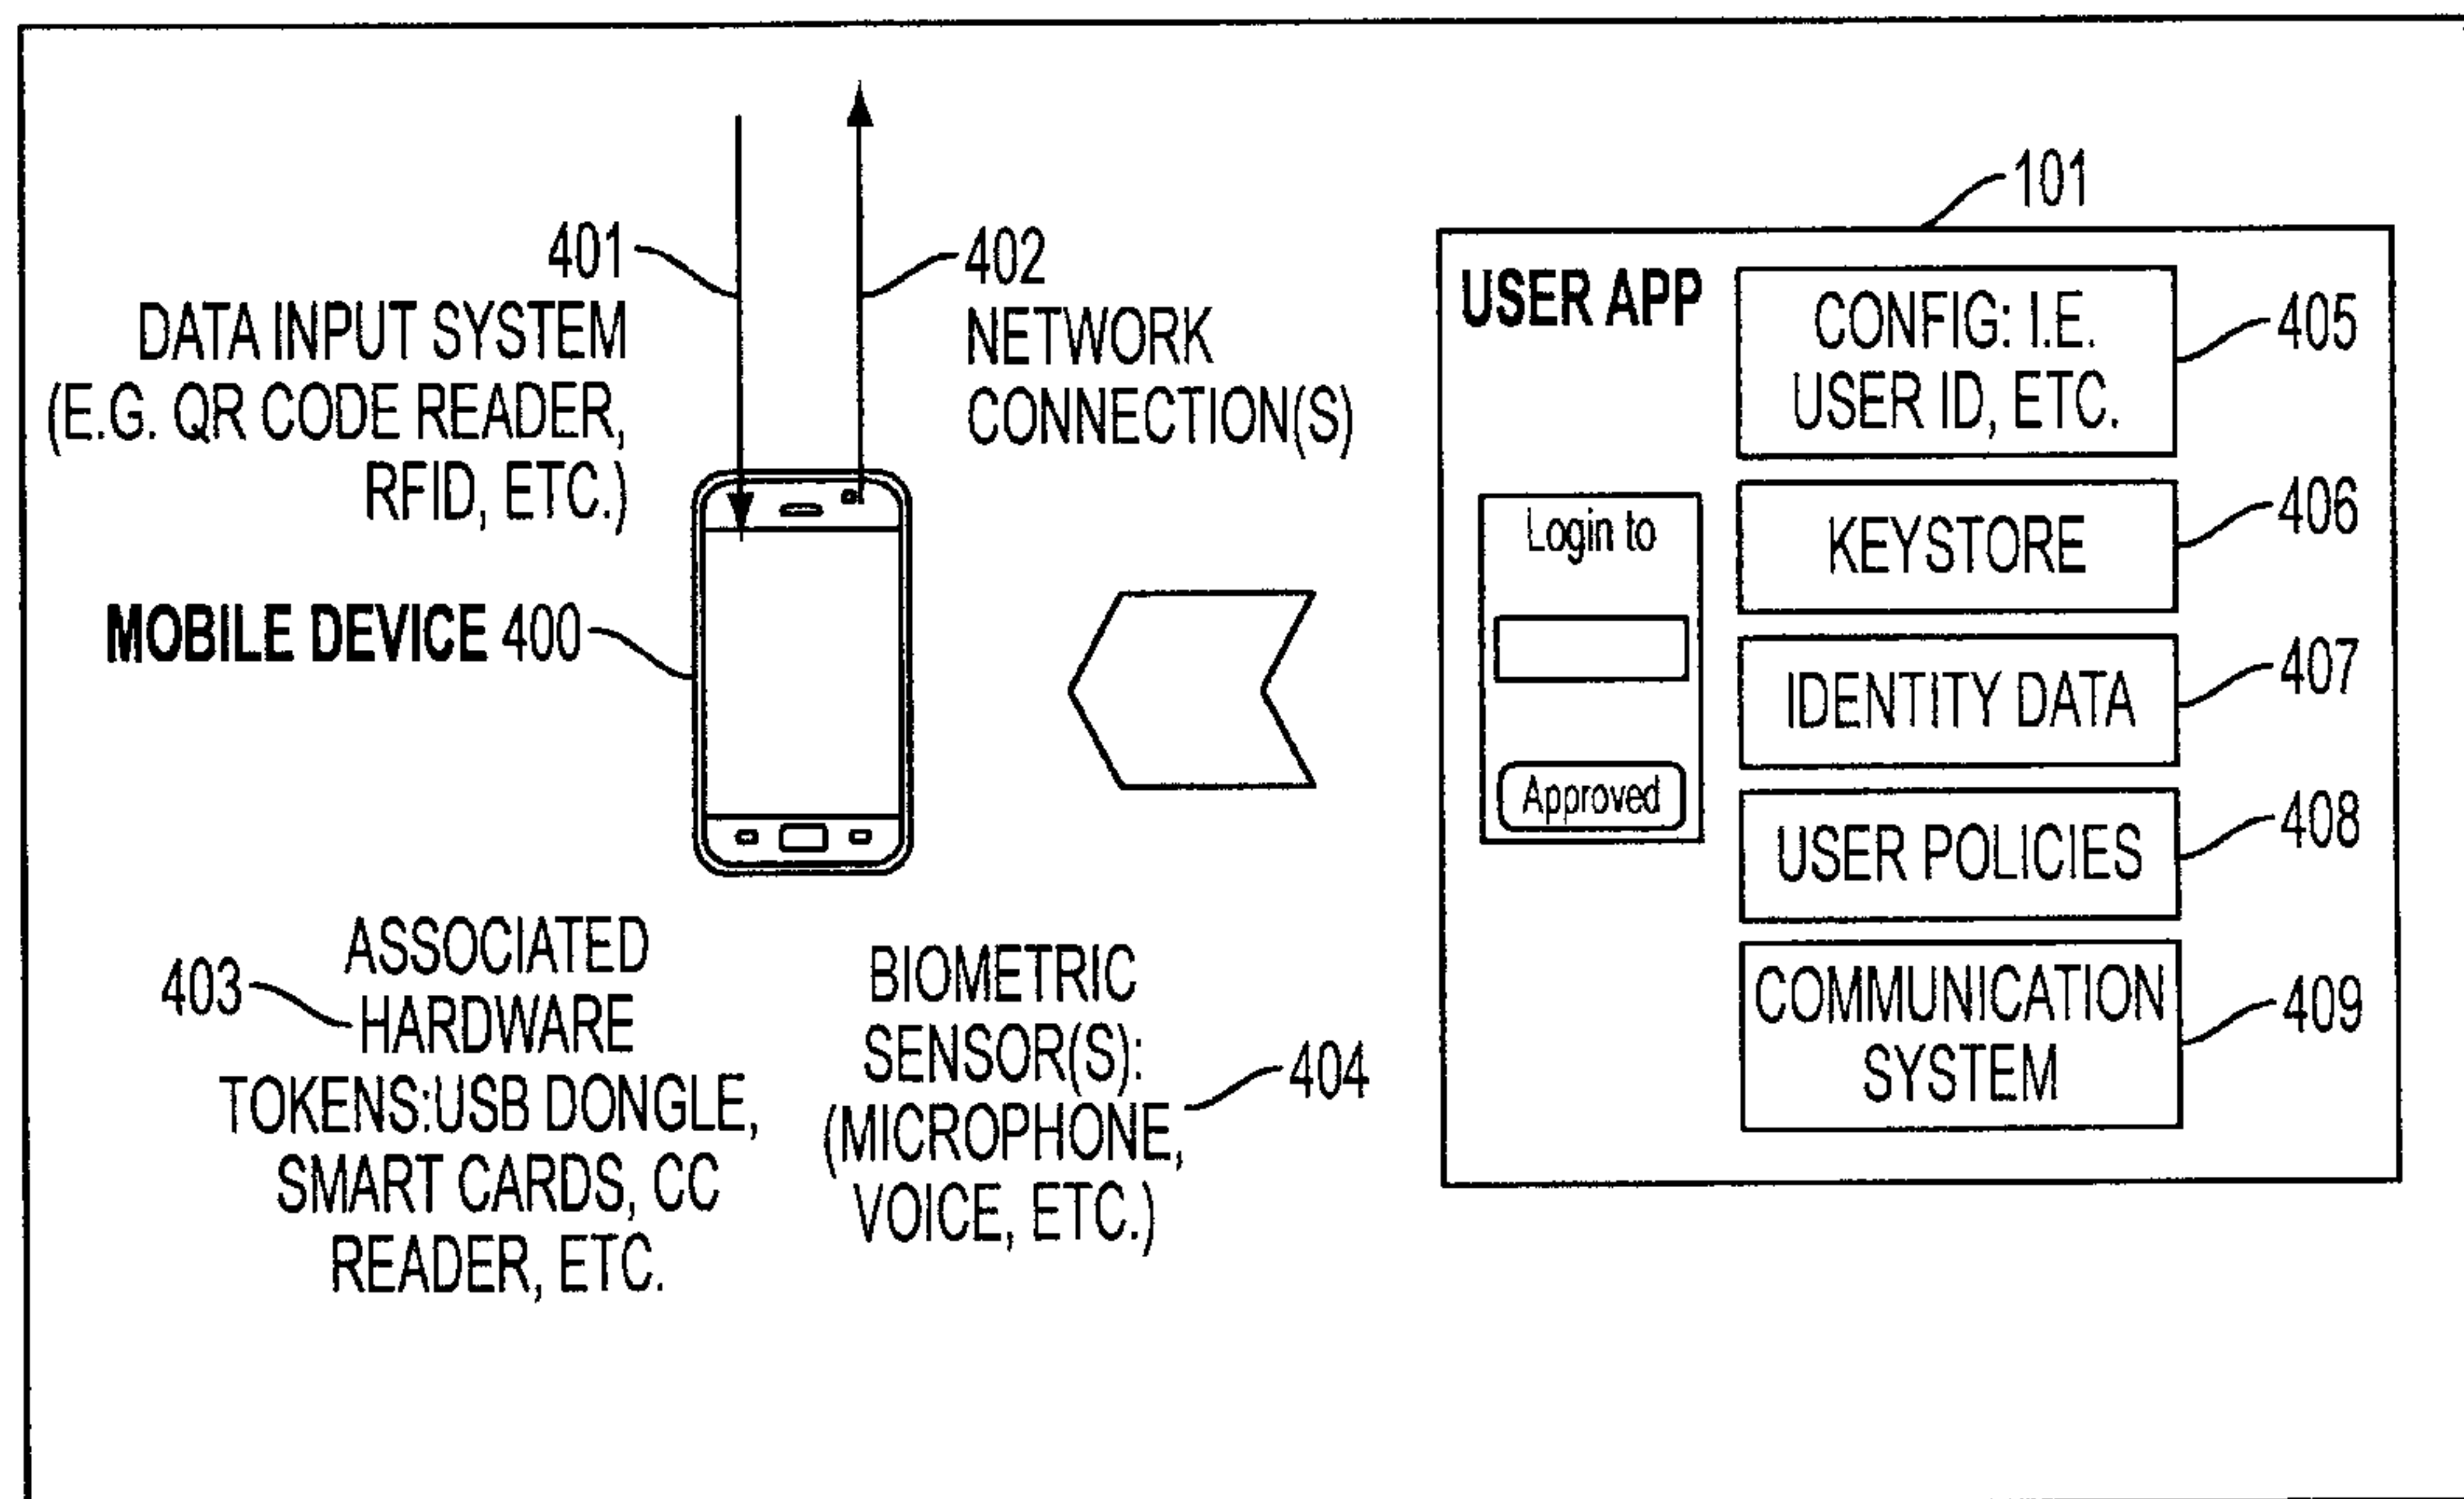 401
DATA INPUT SYSTEM
(E.G. QR CODE READER,
RFID, ETC.)
402
NETWORK
CONNECTION(S)
MOBILE DEVICE 400
403
ASSOCIATED
HARDWARE
TOKENS:USB DONGLE,
SMART CARDS, CC
READER, ETC.
BIOMETRIC
SENSOR(S):
(MICROPHONE,
VOICE, ETC.)
404
101
USER APP
Login to
Approved
CONFIG: I.E.
USER ID, ETC.
405
KEYSTORE
406
IDENTITY DATA
407
USER POLICIES
408
COMMUNICATION
SYSTEM
409